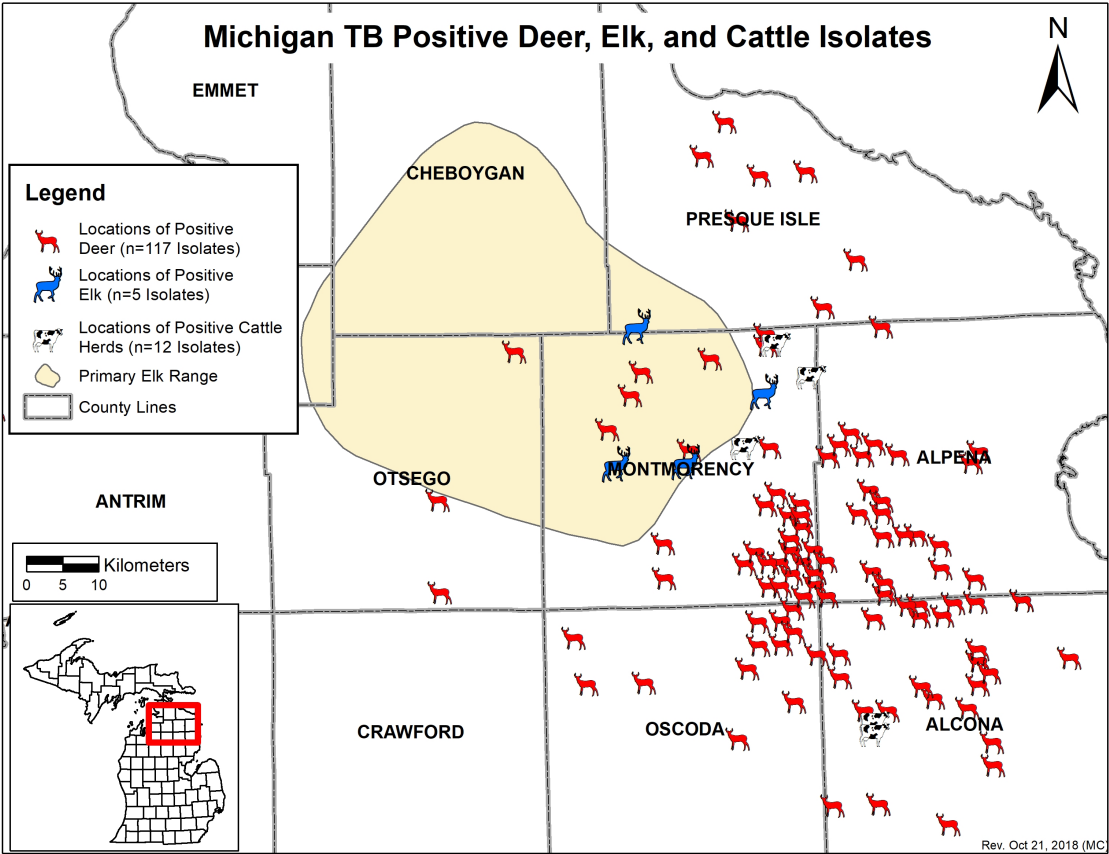 Michigan TB Positive Deer, Elk, and Cattle Isolates
N
EMMET
CHEBOYGAN
PRESQUE ISLE
Legend
Locations of Positive
Deer (n=117 Isolates)
Locations of Positive
Elk (n=5 Isolates)
Locations of Positive Cattle
Herds (n=12 Isolates)
Primary Elk Range
County Lines
OTSEGO
MONTMORENCY
ALPENA
ANTRIM
Kilometers
0 5 10
CRAWFORD
OSCODA
ALCONA
Rev. Oct 21, 2018 (MC)